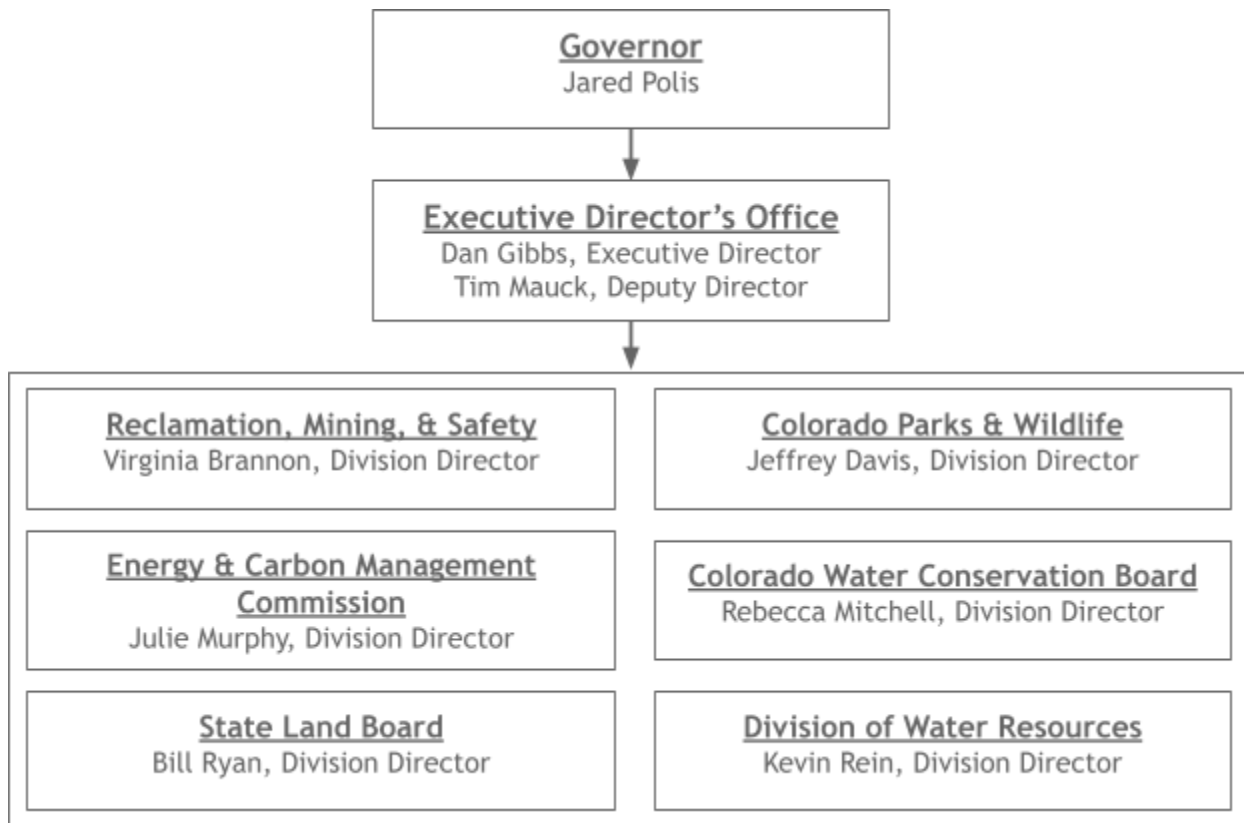 Governor
Jared Polis
Executive Director’s Office
Dan Gibbs, Executive Director
Tim Mauck, Deputy Director
Reclamation, Mining, & Safety
Virginia Brannon, Division Director
Colorado Parks & Wildlife
Jeffrey Davis, Division Director
Energy & Carbon Management
Commission
Julie Murphy, Division Director
Colorado Water Conservation Board
Rebecca Mitchell, Division Director
State Land Board
Bill Ryan, Division Director
Division of Water Resources
Kevin Rein, Division Director